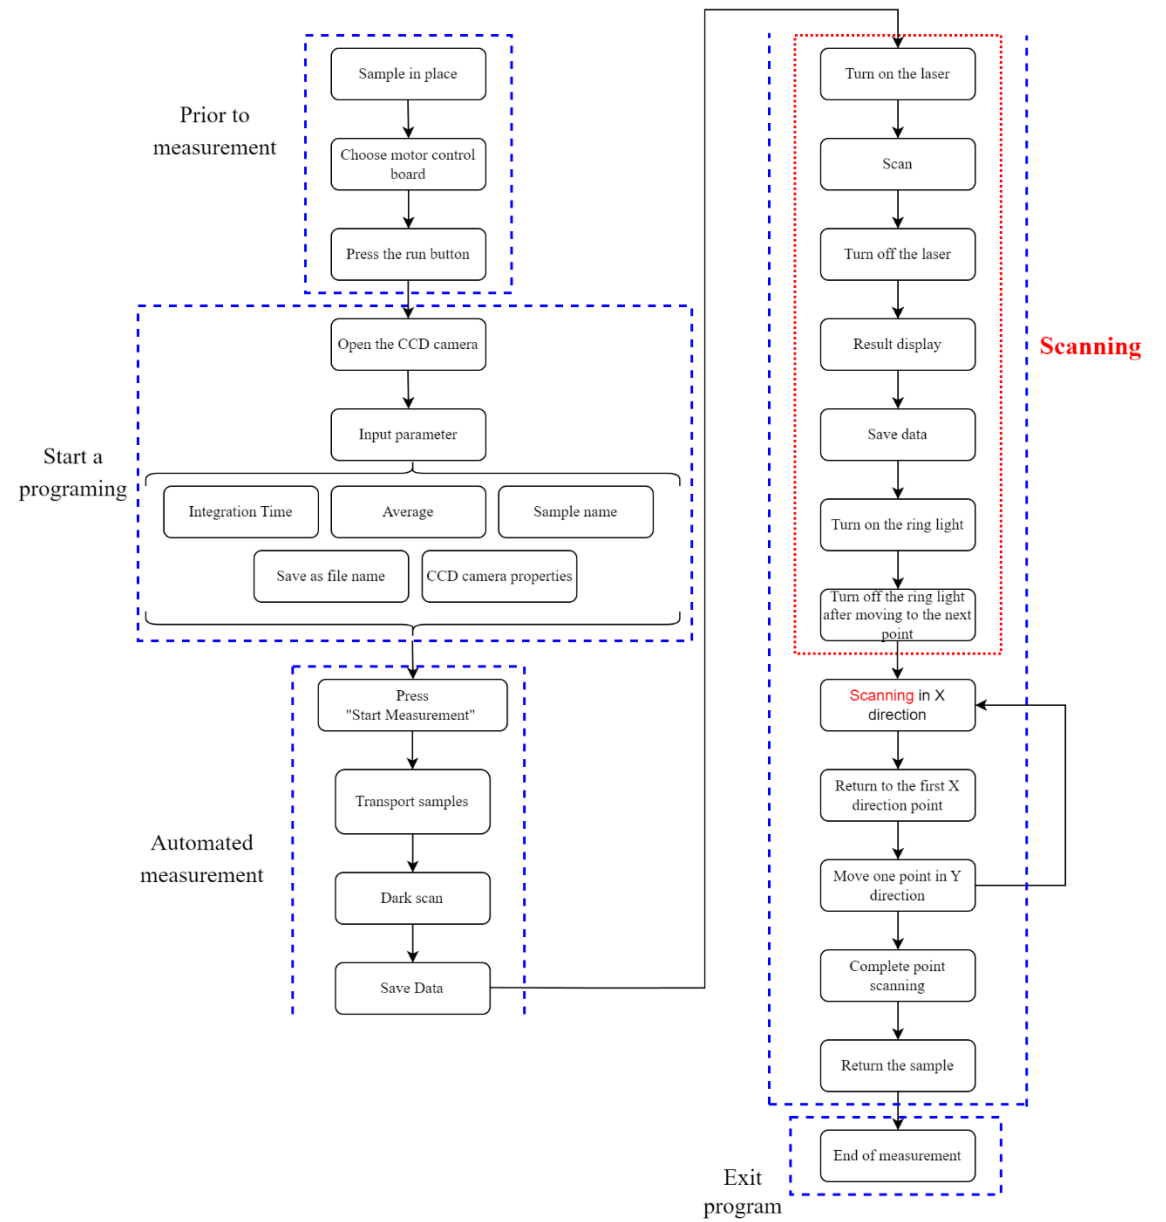 Prior to
measurement
Sample in place
Choose motor control
board
Press the run button
Start a
programing
Open the CCD camera
Input parameter
Integration Time
Average
Sample name
Save as file name
CCD camera properties
Automated
measurement
Press
"Start Measurement"
Transport samples
Dark scan
Save Data
Scanning
Turn on the laser
Scan
Turn off the laser
Result display
Save data
Turn on the ring light
Turn off the ring light
after moving to the next
point
Scanning in X
direction
Return to the first X
direction point
Move one point in Y
direction
Complete point
scanning
Return the sample
Exit
program
End of measurement